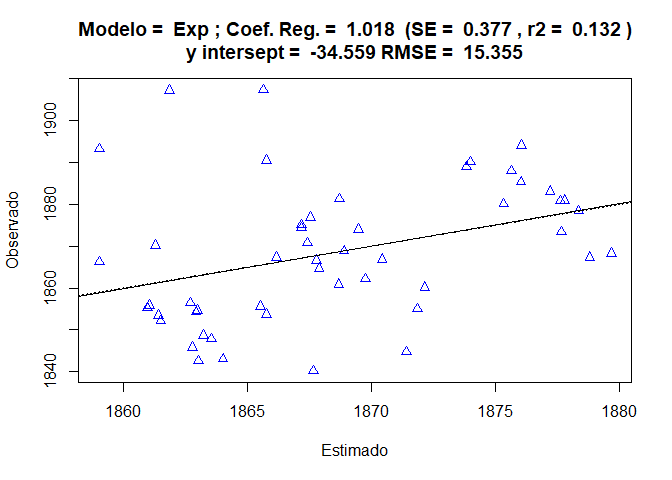 Modelo = Exp ; Coef. Reg. = 1.018 (SE = 0.377 , r2 = 0.132 )
y intersept = -34.559 RMSE = 15.355
1900
1880
1860
1840
Observado
1860 1865 1870 1875 1880
Estimado